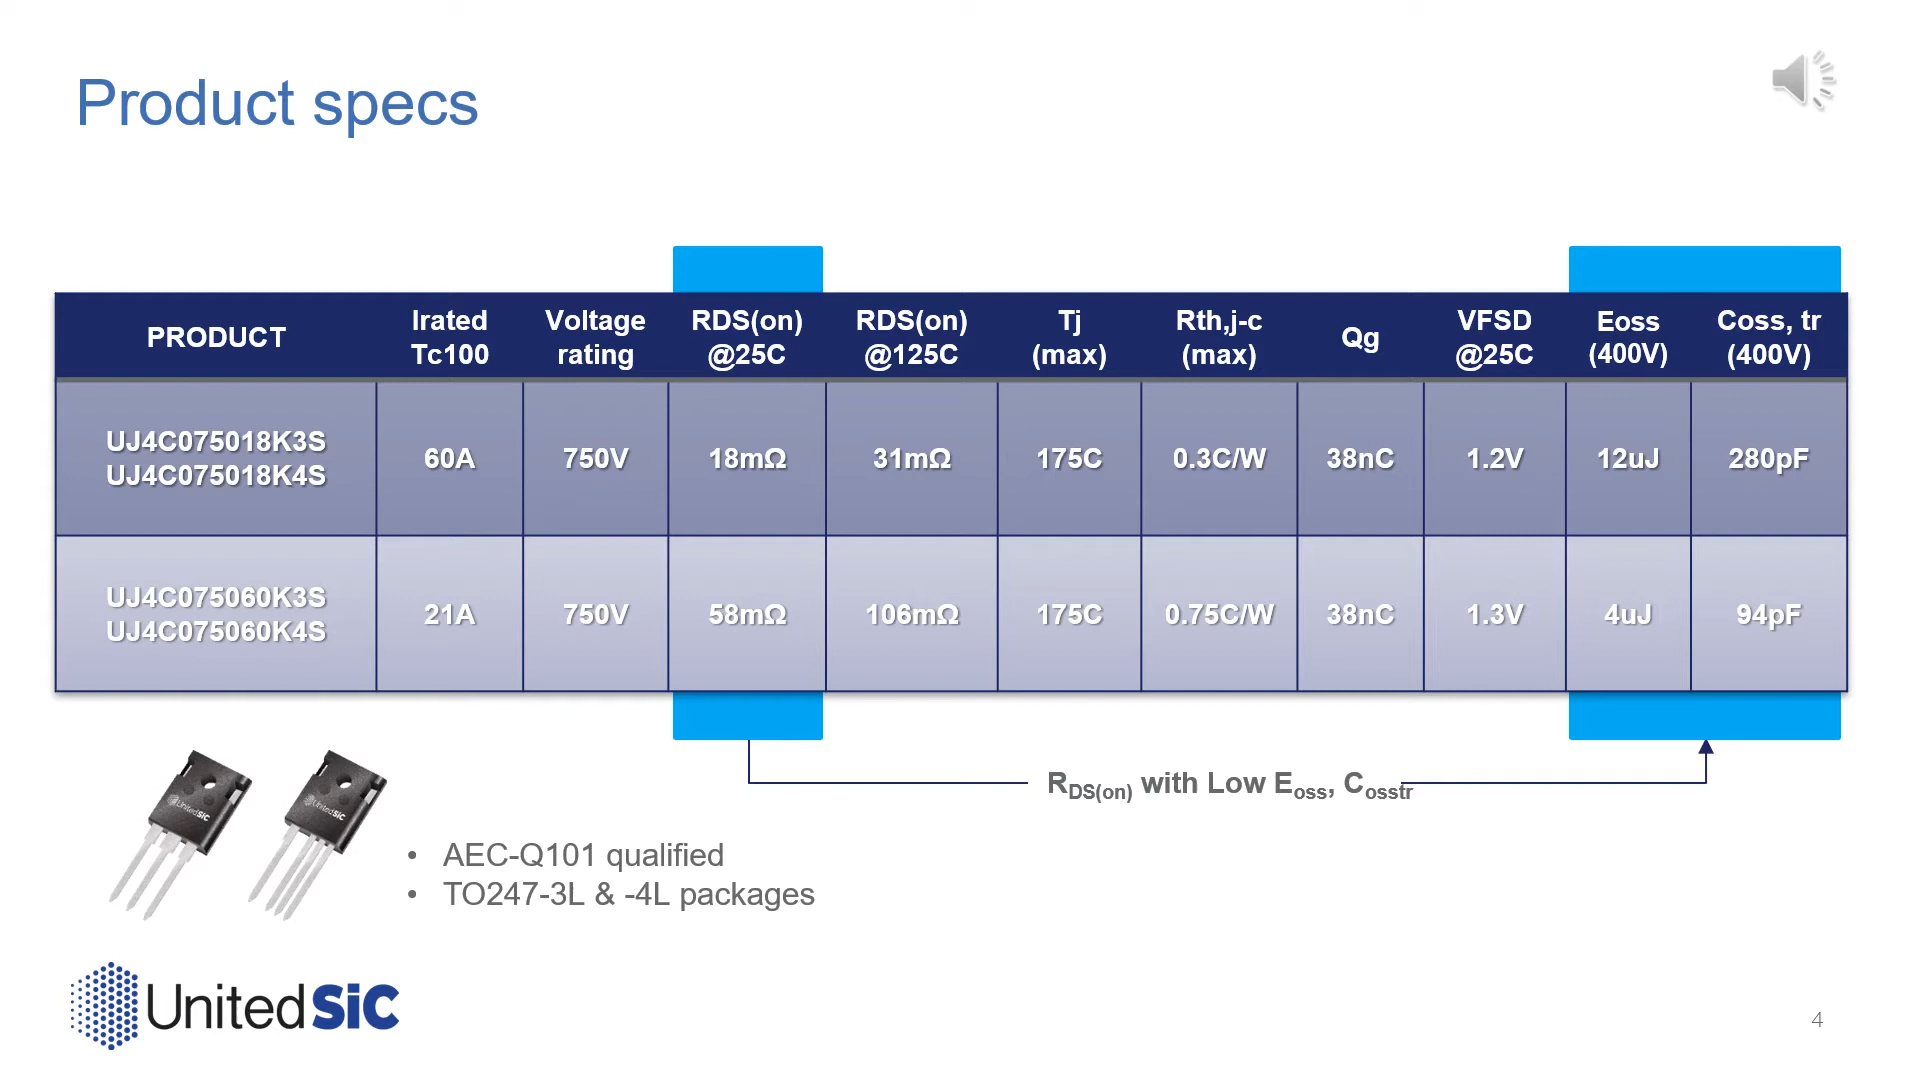 Product specs
PRODUCT
Irated
Tc100
Voltage
rating
RDS(on)
@25C
RDS(on)
@125C
Tj
(max)
Rth,j-c
(max)
Qg
VFSD
@25C
Eoss
(400V)
Coss, tr
(400V)
UJ4C075018K3S
UJ4C075018K4S
60A
750V
18mΩ
31mΩ
175C
0.3C/W
38nC
1.2V
12uJ
280pF
UJ4C075060K3S
UJ4C075060K4S
21A
750V
58mΩ
106mΩ
175C
0.75C/W
38nC
1.3V
4uJ
94pF
RDS(on) with Low Eoss, Cosstr
UnitedSiC
UnitedSiC
• AEC-Q101 qualified
• TO247-3L & -4L packages
UnitedSiC
4